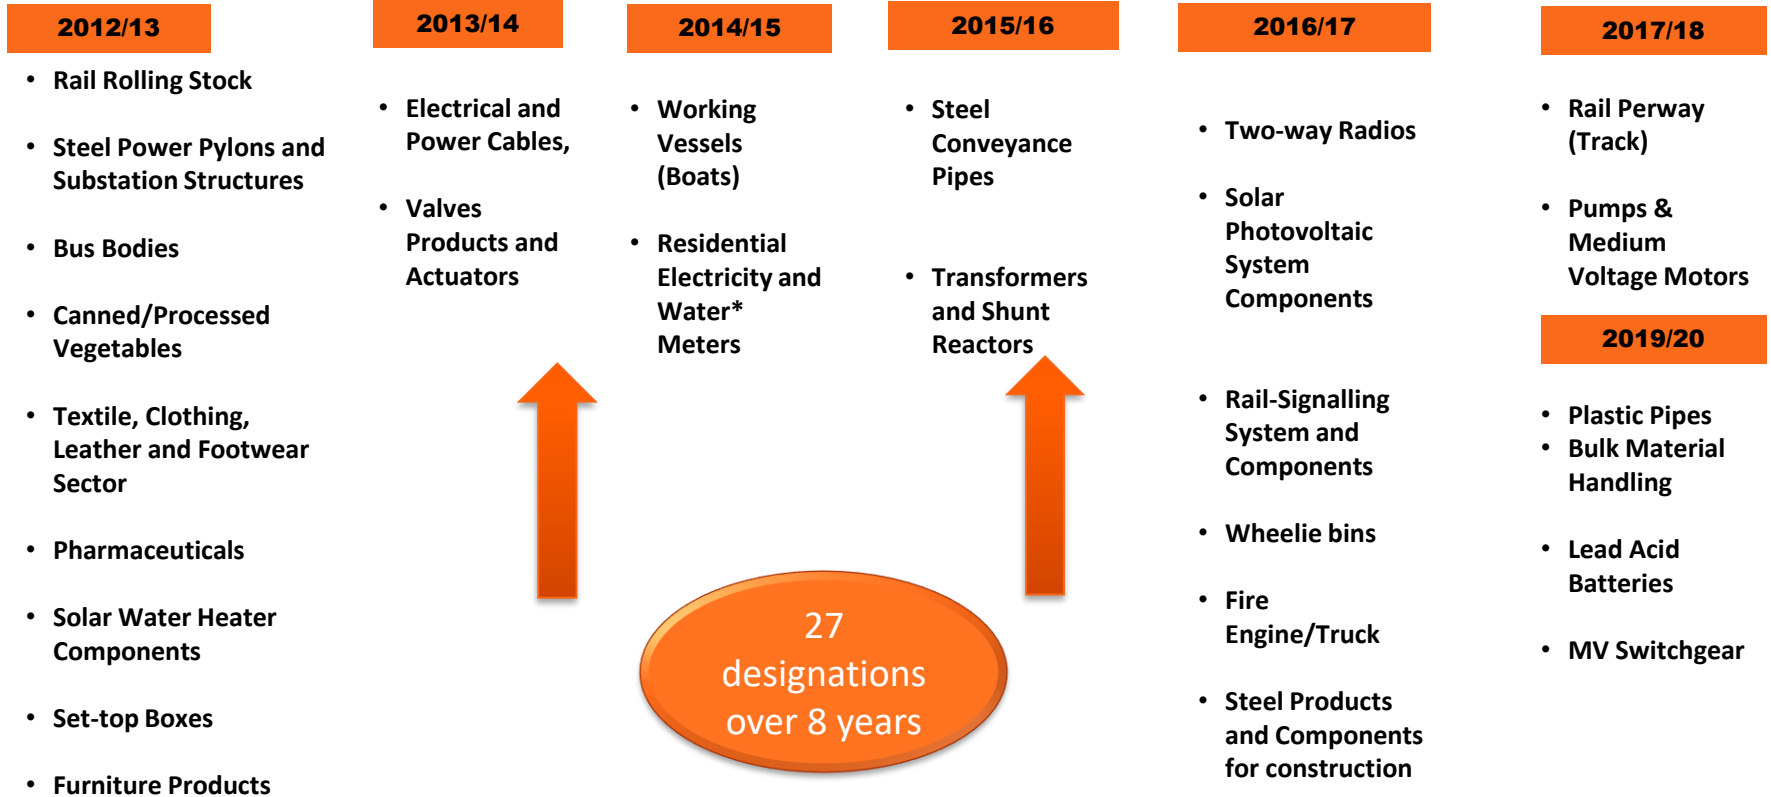 2012/13
• Rail Rolling Stock
• Steel Power Pylons and
Substation Structures
• Bus Bodies
• Canned/Processed
Vegetables
• Textile, Clothing,
Leather and Footwear
Sector
• Pharmaceuticals
• Solar Water Heater
Components
• Set-top Boxes
• Furniture Products
2013/14
• Electrical and
Power Cables,
• Valves
Products and
Actuators
2014/15
• Working
Vessels
(Boats)
• Residential
Electricity and
Water*
Meters
2015/16
• Steel
Conveyance
Pipes
• Transformers
and Shunt
Reactors
27
designations
over 8 years
2016/17
• Two-way Radios
• Solar
Photovoltaic
System
Components
• Rail-Signalling
System and
Components
• Wheelie bins
• Fire
Engine/Truck
• Steel Products
and Components
for construction
2017/18
• Rail Perway
(Track)
• Pumps &
Medium
Voltage Motors
2019/20
• Plastic Pipes
• Bulk Material
Handling
• Lead Acid
Batteries
• MV Switchgear